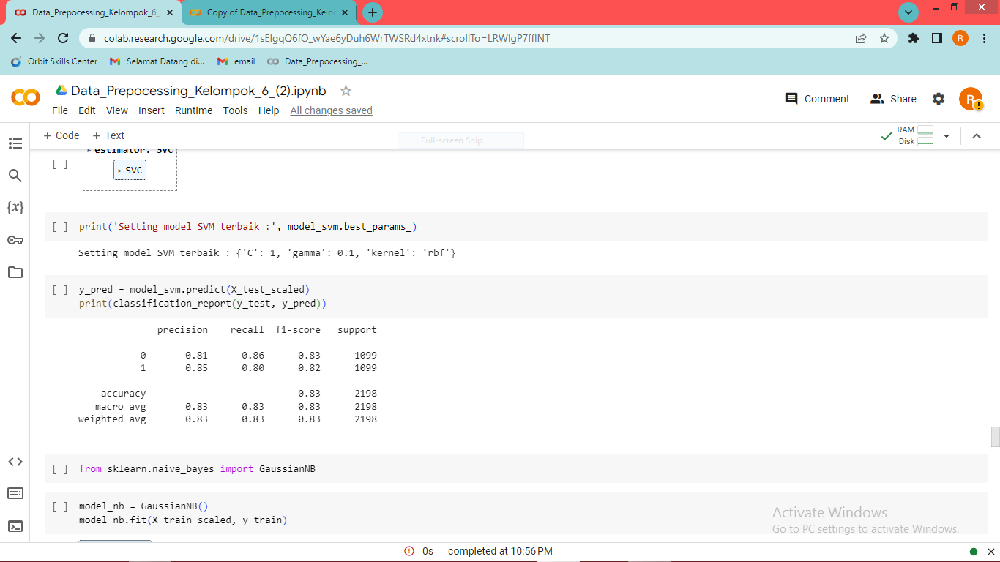 Data_Prepocessing_Kelompok_6_
Copy of Data_Prepocessing_Kelo
colab.research.google.com/drive/1sElgqQ6fO_wYae6yDuh6WrTWSRd4xtnk#scrollTo=LRWIgP7ffINT
R
Orbit Skills Center
Selamat Datang di...
email
Data_Prepocessing_...
Data_Prepocessing_Kelompok_6_(2).ipynb
Comment
Share
R
File Edit View Insert Runtime Tools Help All changes saved
+ Code + Text
Full-screen Snip
RAM
Disk
estimator: SVC
[ ]
SVC
[ ] print('Setting model SVM terbaik :', model_svm.best_params_)
Setting model SVM terbaik : {'C': 1, 'gamma': 0.1, 'kernel': 'rbf'}
[ ] y_pred = model_svm.predict(X_test_scaled)
print(classification_report(y_test, y_pred))
precision recall f1-score support
0 0.81 0.86 0.83 1099
1 0.85 0.80 0.82 1099
accuracy 0.83 2198
macro avg 0.83 0.83 0.83 2198
weighted avg 0.83 0.83 0.83 2198
[ ] from sklearn.naive_bayes import GaussianNB
[ ] model_nb = GaussianNB()
model_nb.fit(X_train_scaled, y_train)
Activate Windows
Go to PC settings to activate Windows.
0s completed at 10:56 PM